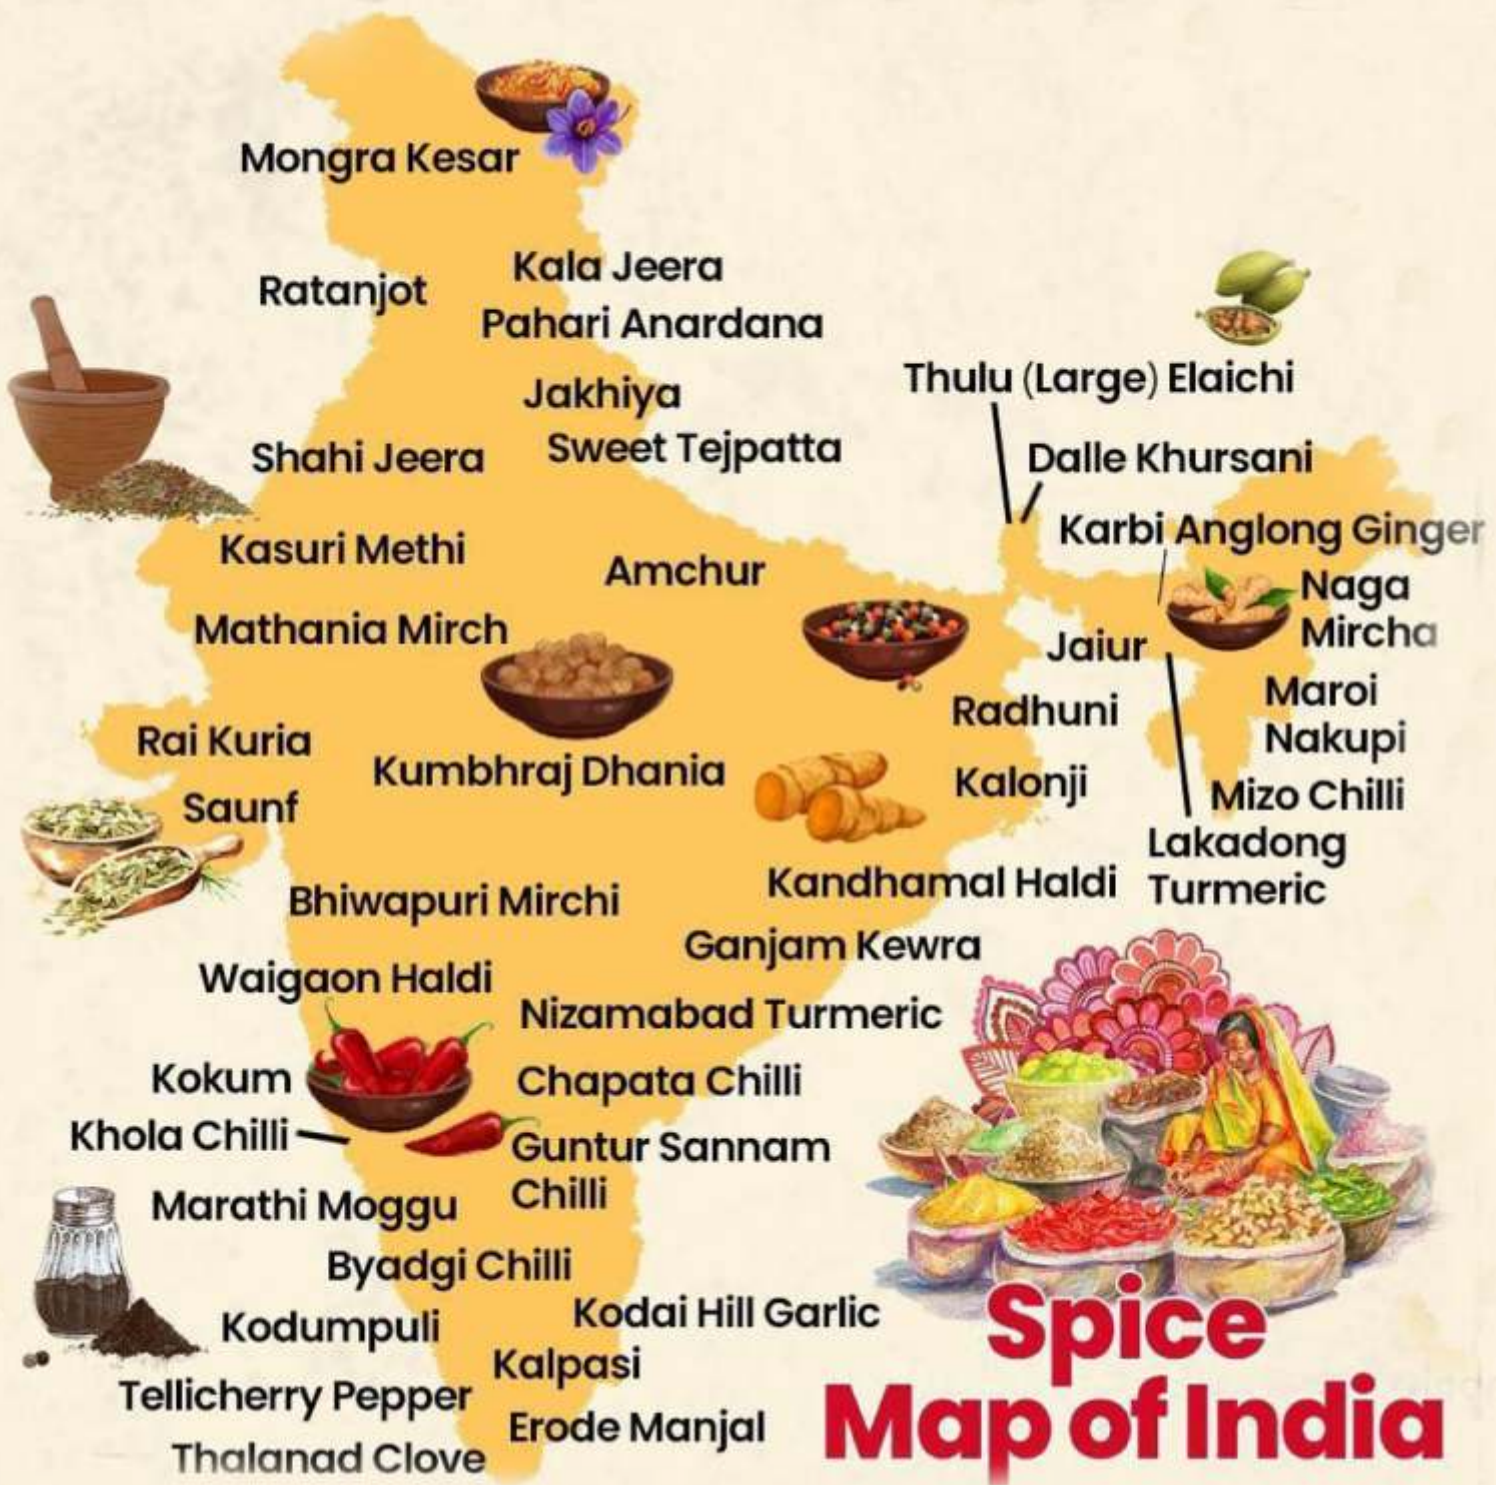 Mongra Kesar
Kala Jeera
Ratanjot
Pahari Anardana
Thulu (Large) Elaichi
Jakhiya
Sweet Tejpatta
Shahi Jeera
Dalle Khursani
Karbi Anglong Ginger
Kasuri Methi
Amchur
Naga
Mircha
Mathania Mirch
Jaiur
Maroi
Nakupi
Radhuni
Rai Kuria
Kumbhraj Dhania
Kalonji
Mizo Chilli
Saunf
Lakadong
Turmeric
Kandhamal Haldi
Bhiwapuri Mirchi
Ganjam Kewra
Waigaon Haldi
Nizamabad Turmeric
Kokum
Chapata Chilli
Khola Chilli
Guntur Sannam
Chilli
Marathi Moggu
Byadgi Chilli
Kodai Hill Garlic
Kodumpuli
Kalpasi
Tellicherry Pepper
Erode Manjal
Thalanad Clove
Spice
Map of India